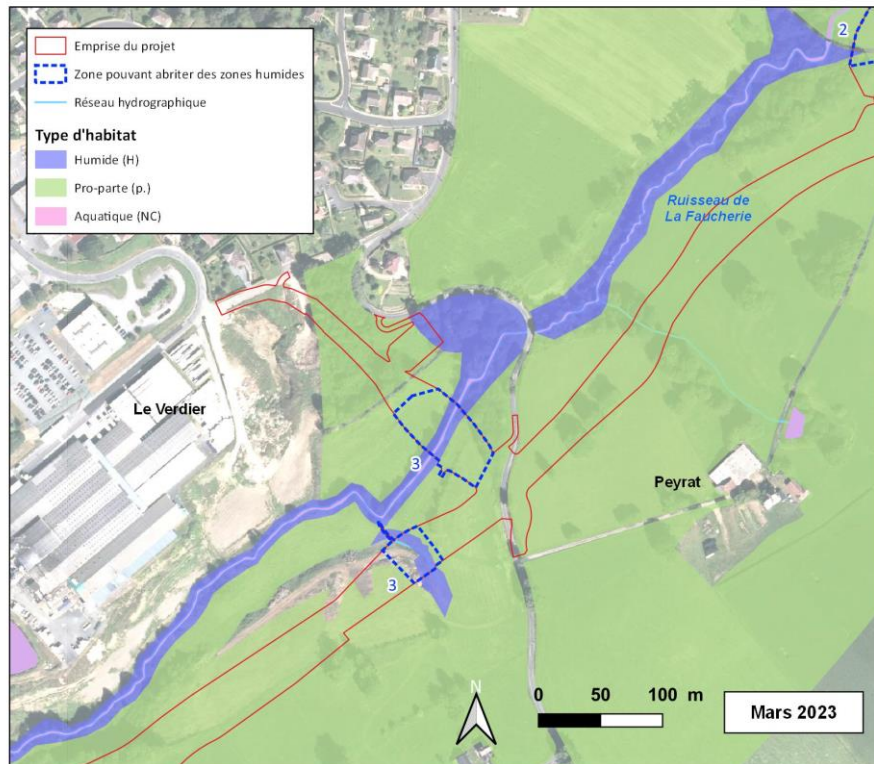 Emprise du projet
Zone pouvant abriter des zones humides
Réseau hydrographique
Type d'habitat
Humide (H)
Pro-parte (p.)
Aquatique (NC)
2
Ruisseau de
La Faucherie
Le Verdier
3
Peyrat
3
N
0 50 100 m
Mars 2023